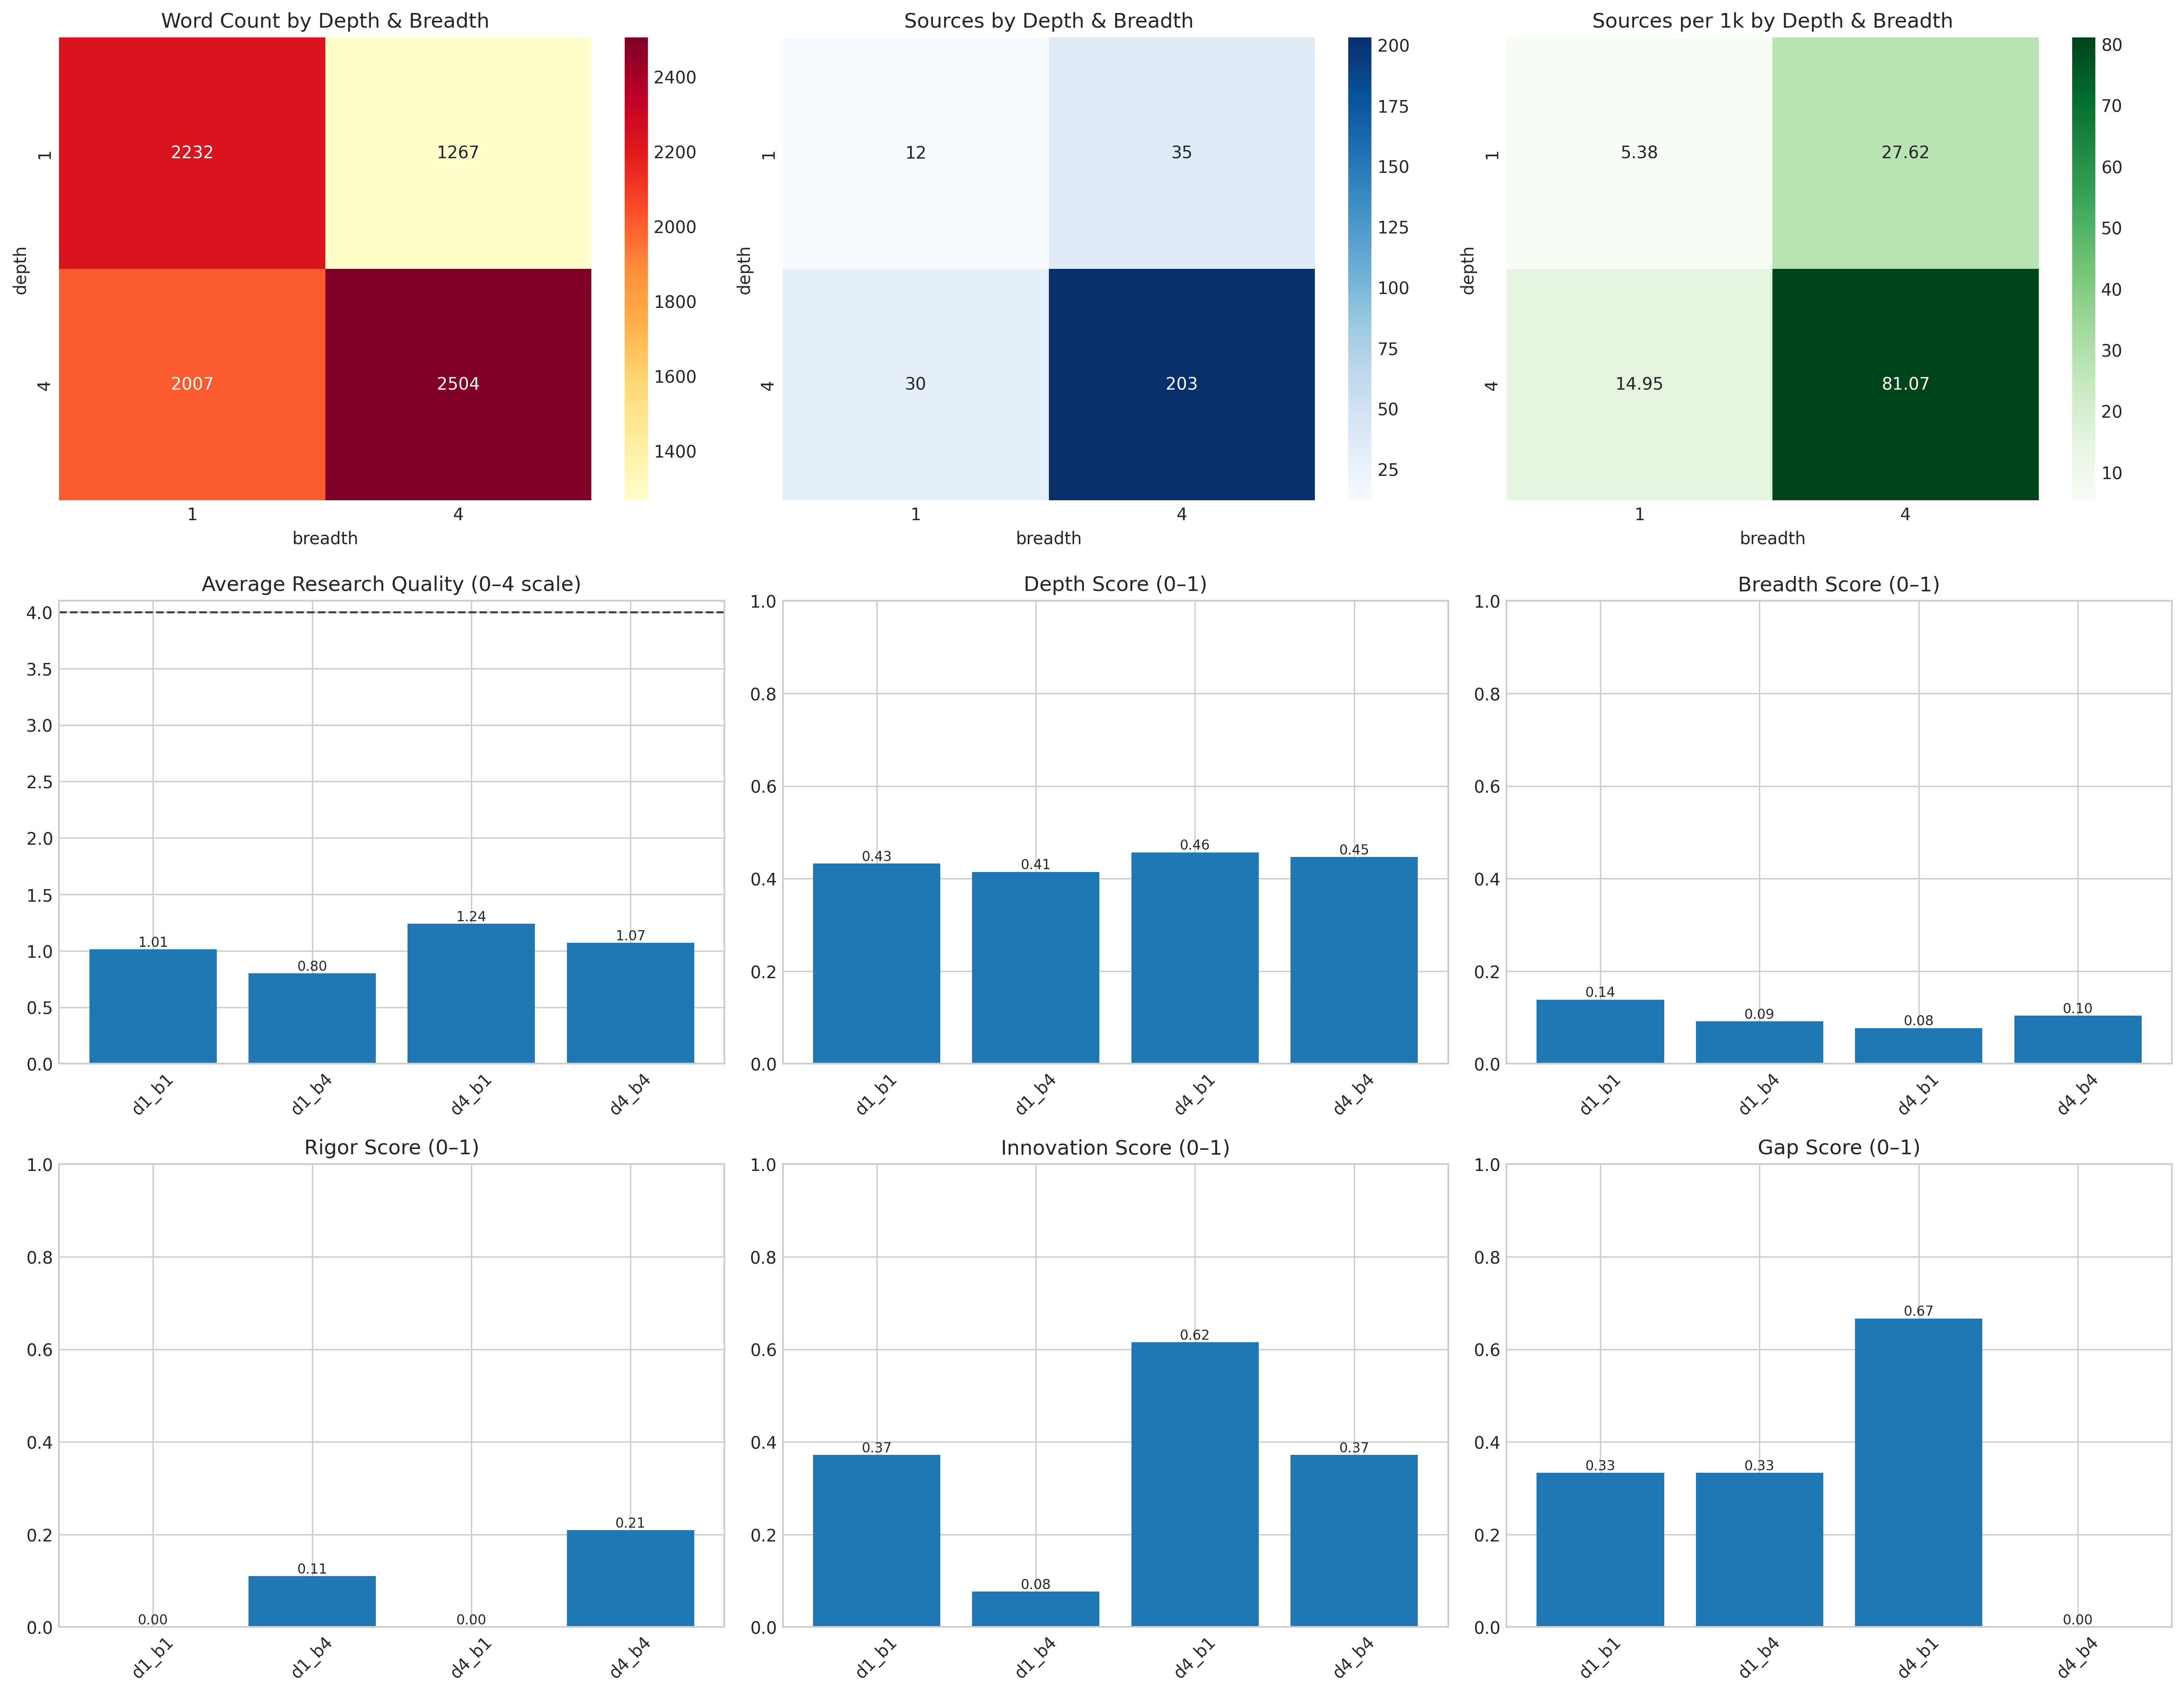 Word Count by Depth & Breadth
2232
1267
2007
2504
1
4
depth
1
4
breadth
2400
2200
2000
1800
1600
1400
Sources by Depth & Breadth
12
35
30
203
1
4
depth
1
4
breadth
200
175
150
125
100
75
50
25
Sources per 1k by Depth & Breadth
5.38
27.62
14.95
81.07
1
4
depth
1
4
breadth
80
70
60
50
40
30
20
10
Average Research Quality (0–4 scale)
4.0
3.5
3.0
2.5
2.0
1.5
1.0
0.5
0.0
1.01
0.80
1.24
1.07
d1_b1
d1_b4
d4_b1
d4_b4
Depth Score (0–1)
1.0
0.8
0.6
0.4
0.2
0.0
0.43
0.41
0.46
0.45
d1_b1
d1_b4
d4_b1
d4_b4
Breadth Score (0–1)
1.0
0.8
0.6
0.4
0.2
0.0
0.14
0.09
0.08
0.10
d1_b1
d1_b4
d4_b1
d4_b4
Rigor Score (0–1)
1.0
0.8
0.6
0.4
0.2
0.0
0.00
0.11
0.00
0.21
d1_b1
d1_b4
d4_b1
d4_b4
Innovation Score (0–1)
1.0
0.8
0.6
0.4
0.2
0.0
0.37
0.08
0.62
0.37
d1_b1
d1_b4
d4_b1
d4_b4
Gap Score (0–1)
1.0
0.8
0.6
0.4
0.2
0.0
0.33
0.33
0.67
0.00
d1_b1
d1_b4
d4_b1
d4_b4